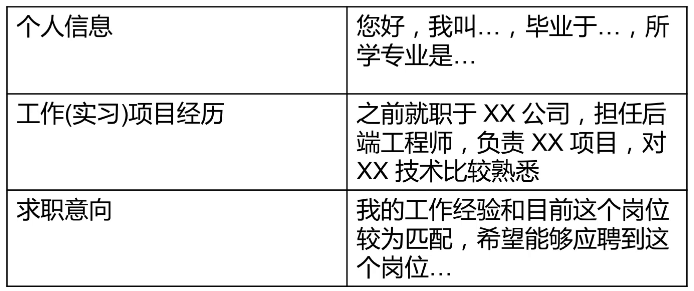 个人信息
您好，我叫…，毕业于…，所
学专业是…
工作(实习)项目经历
之前就职于 XX 公司，担任后
端工程师，负责 XX 项目，对
XX 技术比较熟悉
求职意向
我的工作经验和目前这个岗位
较为匹配，希望能够应聘到这
个岗位…